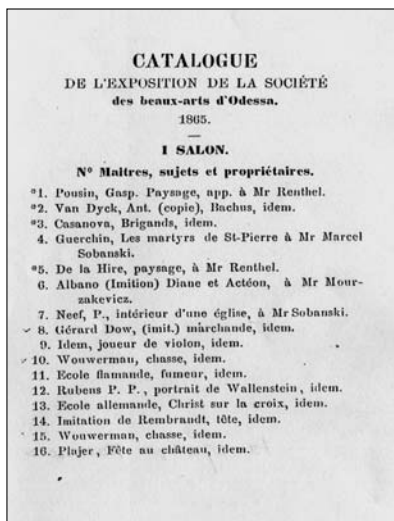 CATALOGUE
DE L'EXPOSITION DE LA SOCIÉTÉ
des beaux-arts d'Odessa.
1865.
I SALON.
Nº Maitres, sujets et propriétaires.
*1. Pousin, Gasp. Paysage, app. à Mr Renthel.
*2. Van Dyck, Ant. (copie), Bachus, idem.
*3. Casanova, Brigands, idem.
4. Guerchin, Les martyrs de St-Pierre à Mr Marcel
Sobanski.
*5. De la Hire, paysage, à Mr Renthel.
6. Albano (Imition) Diane et Actéon, à Mr Mour-
zakevicz.
7. Neef, P., intérieur d'une église, à Mr Sobanski.
8. Gérard Dow, (imit.) marchande, idem.
9. Idem, joueur de violon, idem.
10. Wouwerman, chasse, idem.
11. Ecole flamande, fumeur, idem.
12. Rubens P. P., portrait de Wallenstein, idem.
13. Ecole allemande, Christ sur la croix, idem.
14. Imitation de Rembrandt, tête, idem.
15. Wouwerman, chasse, idem.
16. Plajer, Fête au château, idem.